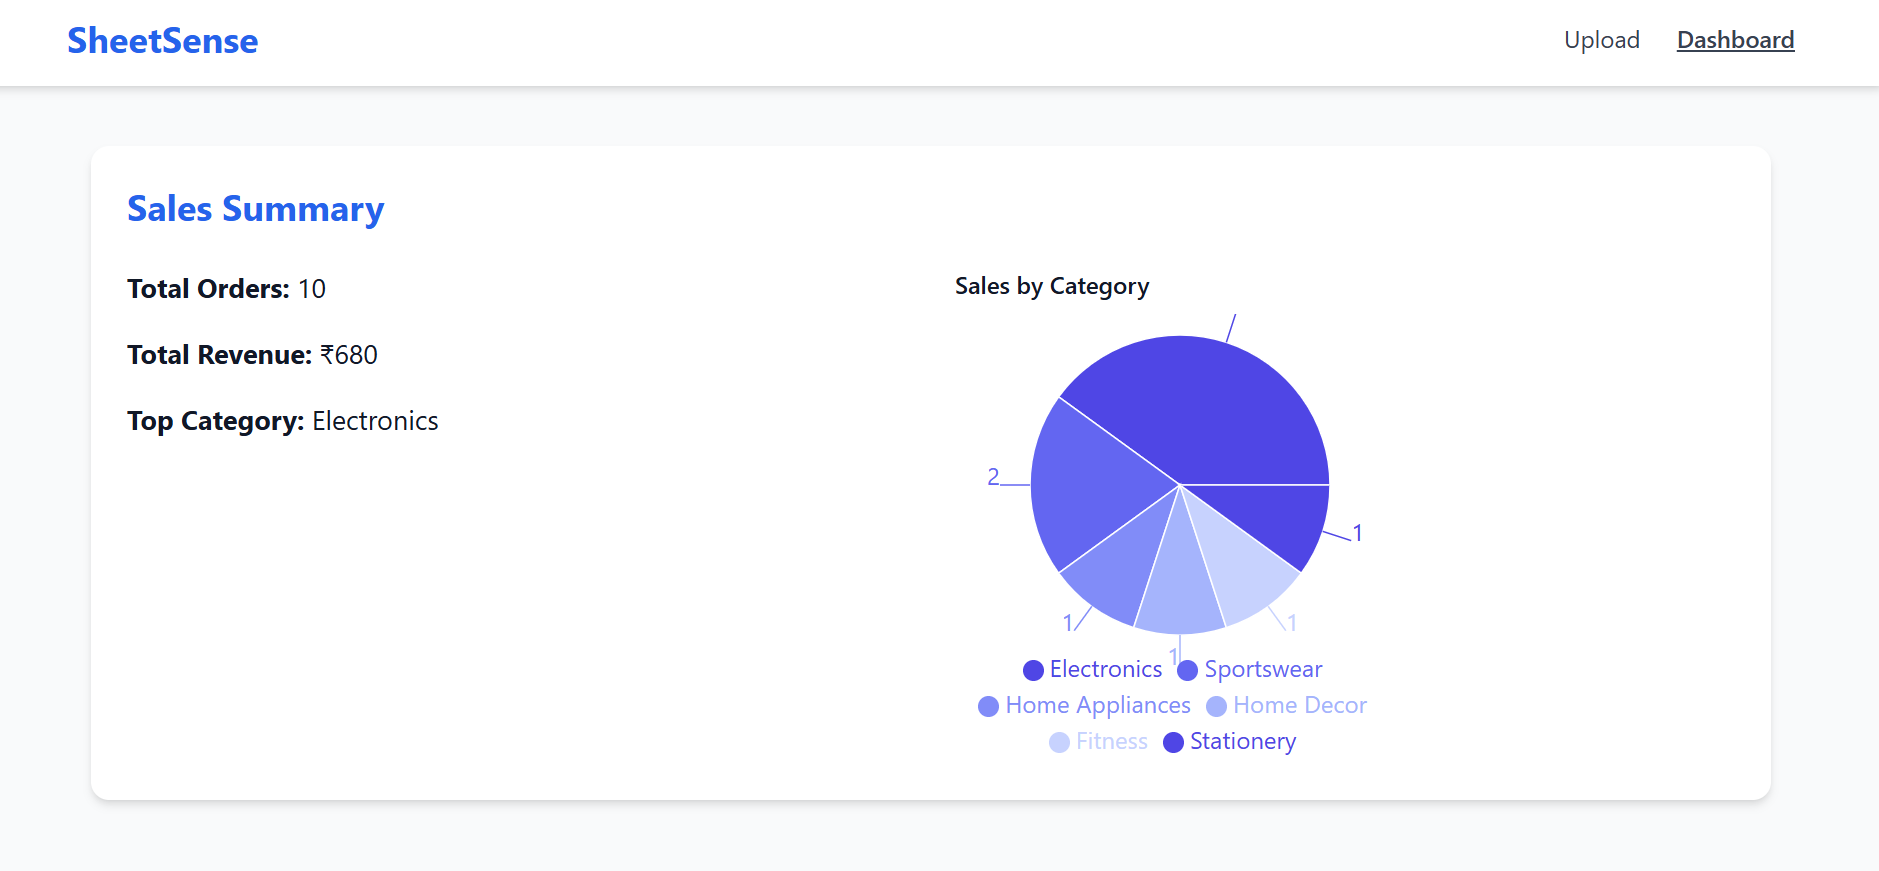 SheetSense
Upload
Dashboard
Sales Summary
Total Orders: 10
Total Revenue: ₹680
Top Category: Electronics
Sales by Category
2
1
1
1
1
Electronics Sportswear
Home Appliances Home Decor
Fitness Stationery